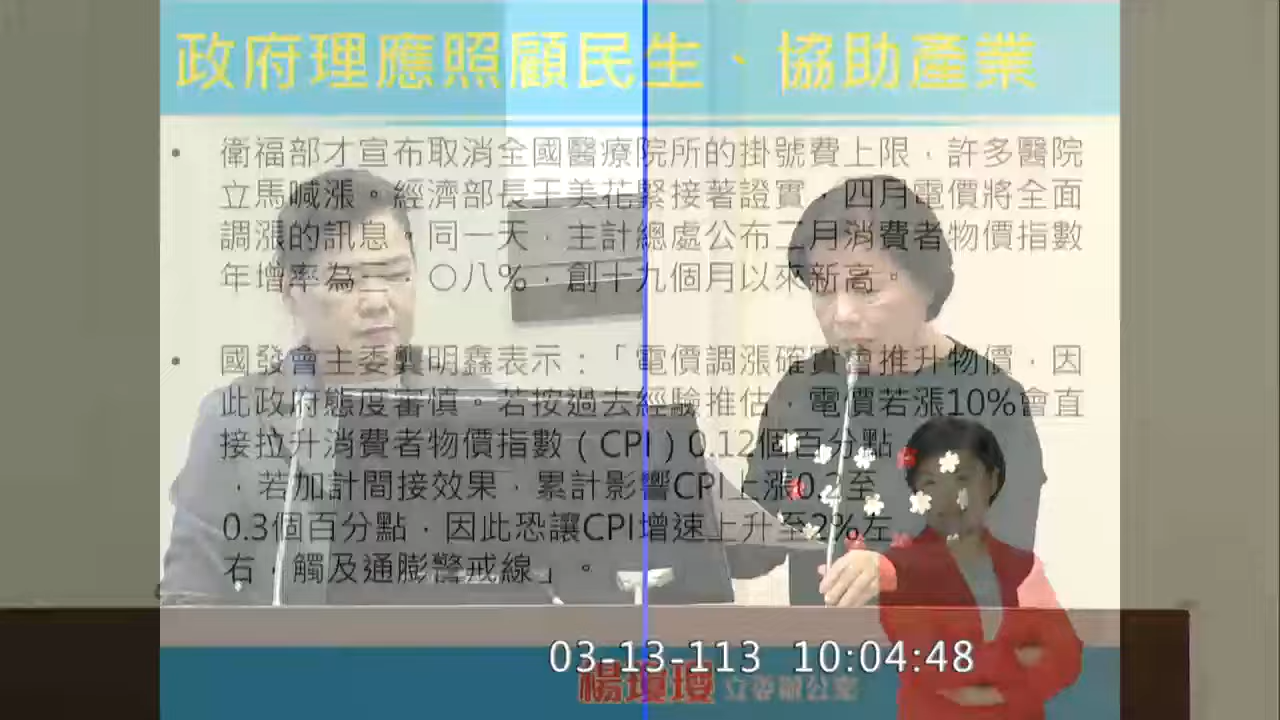 政府理應照顧民生、協助產業
• 衛福部才宣布取消全國醫療院所的掛號費上限，許多醫院
立馬喊漲。經濟部長王美花緊接著證實，四月電價將全面
調漲的訊息。同一天，主計總處公布二月消費者物價指數
年增率為三．〇八%，創十九個月以來新高。
• 國發會主委龔明鑫表示：「電價調漲確實會推升物價，因
此政府態度審慎。若按過去經驗推估，電價若漲10%會直
接拉升消費者物價指數（CPI）0.12個百分點
，若加計間接效果，累計影響CPI上漲0.2至
0.3個百分點，因此恐讓CPI增速上升至2%左
右，觸及通膨警戒線」。
03-13-113 10:04:48
楊瓊瓔 立委辦公室